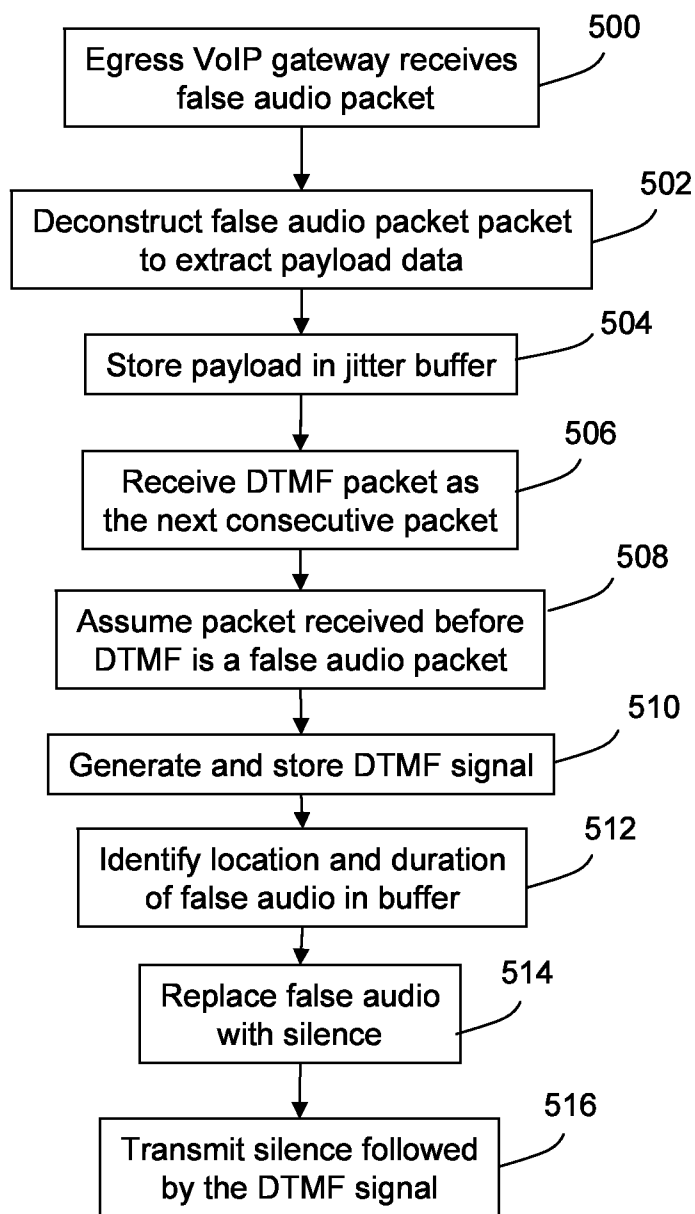 500
Egress VoIP gateway receives
false audio packet
502
Deconstruct false audio packet packet
to extract payload data
504
Store payload in jitter buffer
506
Receive DTMF packet as
the next consecutive packet
508
Assume packet received before
DTMF is a false audio packet
510
Generate and store DTMF signal
512
Identify location and duration
of false audio in buffer
514
Replace false audio
with silence
516
Transmit silence followed
by the DTMF signal